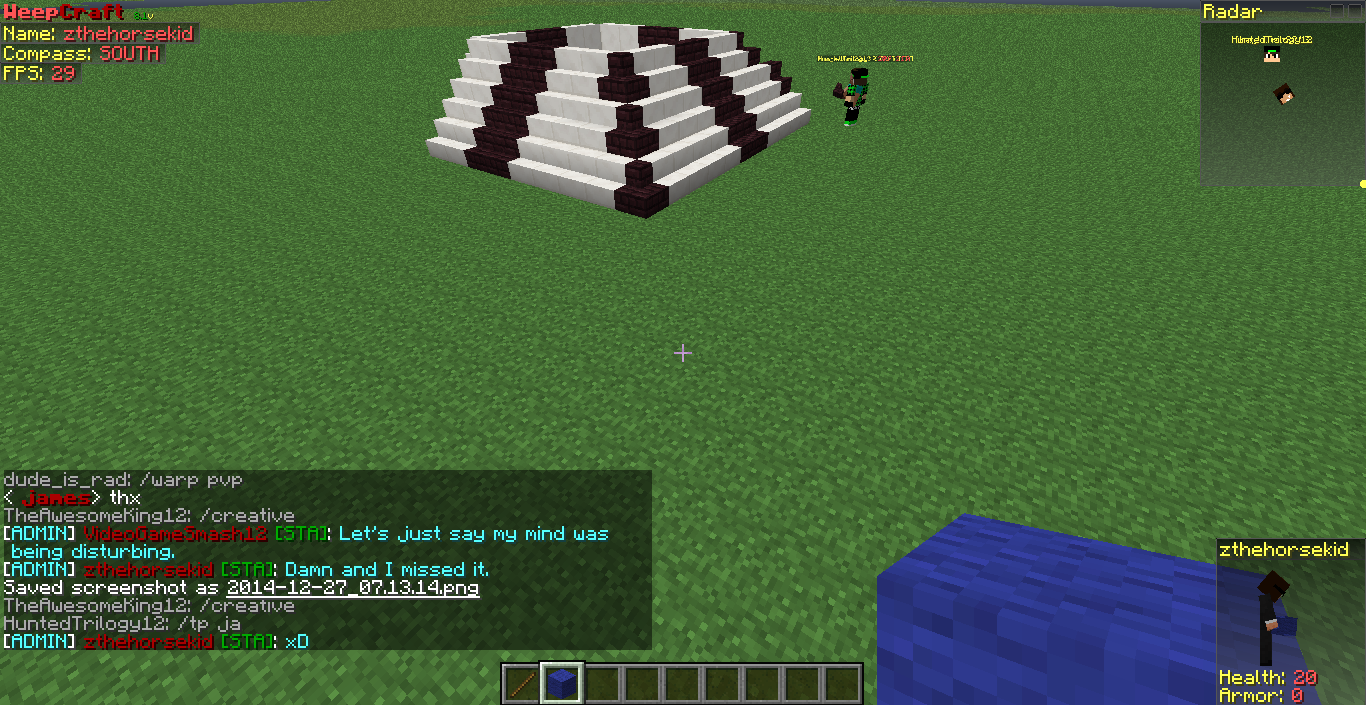 WeepCraft
Name: zthehorsekid
Compass: SOUTH
FPS: 29
Radar
HuntedTrilogy12
HuntedTrilogy12
dude_is_rad: /warp pvp
< james> thx
TheAwesomeKing12: /creative
[ADMIN] VideoGameSmash12 [STA]: Let's just say my mind was
being disturbing.
[ADMIN] zthehorsekid [STA]: Damn and I missed it.
Saved screenshot as 2014-12-27_07.13.14.png
TheAwesomeKing12: /creative
HuntedTrilogy12: /tp ja
[ADMIN] zthehorsekid [STA]: xD
zthehorsekid
Health: 20
Armor: 0